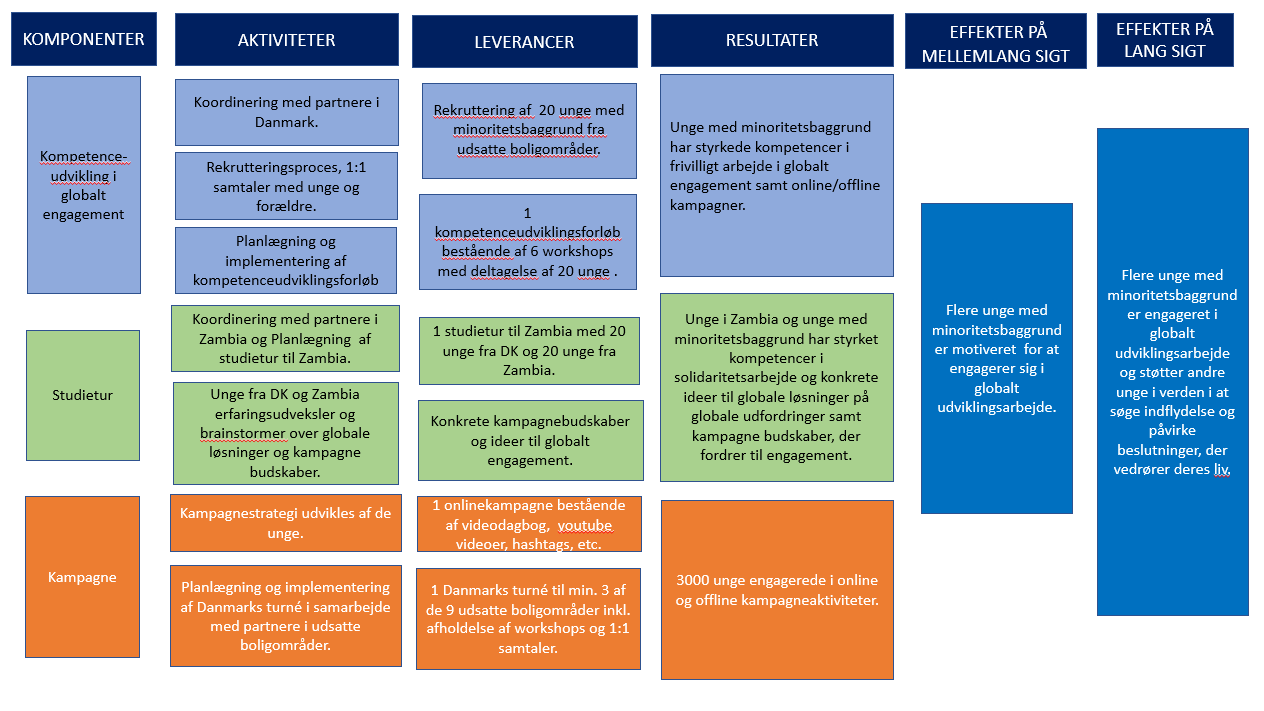 KOMPONENTER
AKTIVITETER
LEVERANCER
RESULTATER
EFFEKTER PÅ
MELLEMLANG SIGT
EFFEKTER PÅ
LANG SIGT
Kompetence-
udvikling i
globalt
engagement
Koordinering med partnere i
Danmark.
Rekrutteringsproces, 1:1
samtaler med unge og
forældre.
Planlægning og
implementering af
kompetenceudviklingsforløb
Rekruttering af  20 unge med
minoritetsbaggrund fra
udsatte boligområder.
1
kompetenceudviklingsforløb
bestående af 6 workshops
med deltagelse af 20 unge .
Unge med minoritetsbaggrund
har styrkede kompetencer i
frivilligt arbejde i globalt
engagement samt online/offline
kampagner.
Studietur
Koordinering med partnere i
Zambia og Planlægning  af
studietur til Zambia.
Unge fra DK og Zambia
erfaringsudveksler og
brainstormer over globale
løsninger og kampagne
budskaber.
1 studietur til Zambia med 20
unge fra DK og 20 unge fra
Zambia.
Konkrete kampagnebudskaber
og ideer til globalt
engagement.
Unge i Zambia og unge med
minoritetsbaggrund har styrket
kompetencer i
solidaritetsarbejde og konkrete
ideer til globale løsninger på
globale udfordringer samt
kampagne budskaber, der
fordrer til engagement.
Kampagne
Kampagnestrategi udvikles af de
unge.
Planlægning og implementering
af Danmarks turné i samarbejde
med partnere i udsatte
boligområder.
1 onlinekampagne bestående
af videodagbog,  youtube
videoer, hashtags, etc.
1 Danmarks turné til min. 3 af
de 9 udsatte boligområder inkl.
afholdelse af workshops og 1:1
samtaler.
3000 unge engagerede i online
og offline kampagneaktiviteter.
Flere unge med
minoritetsbaggrund
er motiveret  for at
engagerer sig i
globalt
udviklingsarbejde.
Flere unge med
minoritetsbaggrund
er engageret i
globalt
udviklingsarbejde
og støtter andre
unge i verden i at
søge indflydelse og
påvirke
beslutninger, der
vedrører deres liv.